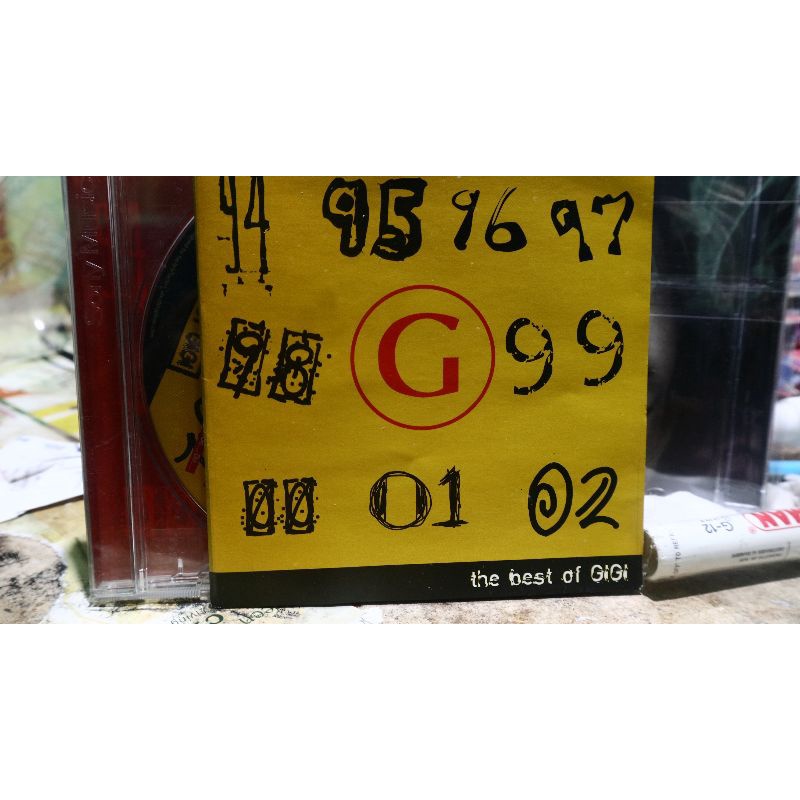 94 95 96 97
98 G 99
00 01 02
the best of GIGI
G-12